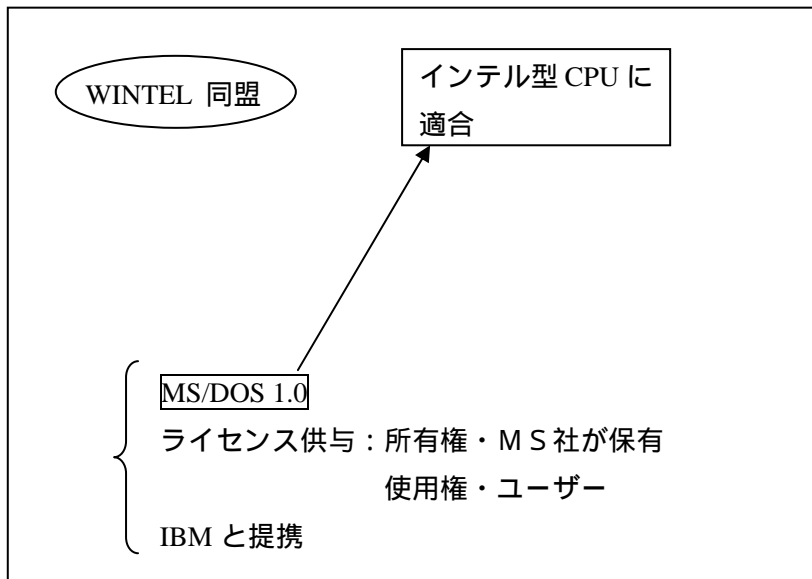 WINTEL 同盟
インテル型 CPU に
適合
MS/DOS 1.0
ライセンス供与：所有権・ＭＳ社が保有
使用権・ユーザー
IBM と提携